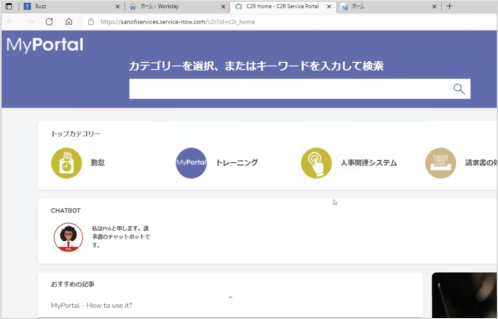 Buzz
ホーム - Workday
C2R Home - C2R Service Portal
ホーム
https://sanofiservices.service-now.com/c2r?id=c2r_home
MyPortal
カテゴリーを選択、またはキーワードを入力して検索
トップカテゴリー
勤怠
MyPortal
トレーニング
人事関連システム
請求書の
CHATBOT
私はRIAと申します。請
求書のチャットボットで
す。
おすすめの記事
MyPortal - How to use it?